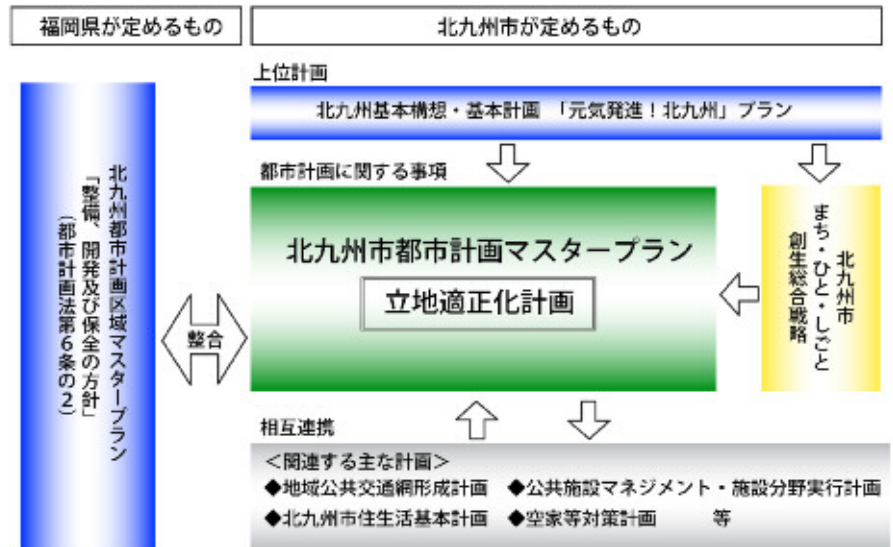 福岡県が定めるもの
北九州市が定めるもの
上位計画
北九州基本構想・基本計画 「元気発進！北九州」プラン
都市計画に関する事項
北九州市都市計画マスタープラン
立地適正化計画
北九州市
まち・ひと・しごと
創生総合戦略
北九州都市計画区域マスタープラン
「整備、開発及び保全の方針」
（都市計画法第６条の２）
整合
相互連携
＜関連する主な計画＞
◆地域公共交通網形成計画 ◆公共施設マネジメント・施設分野実行計画
◆北九州市住生活基本計画 ◆空家等対策計画 等